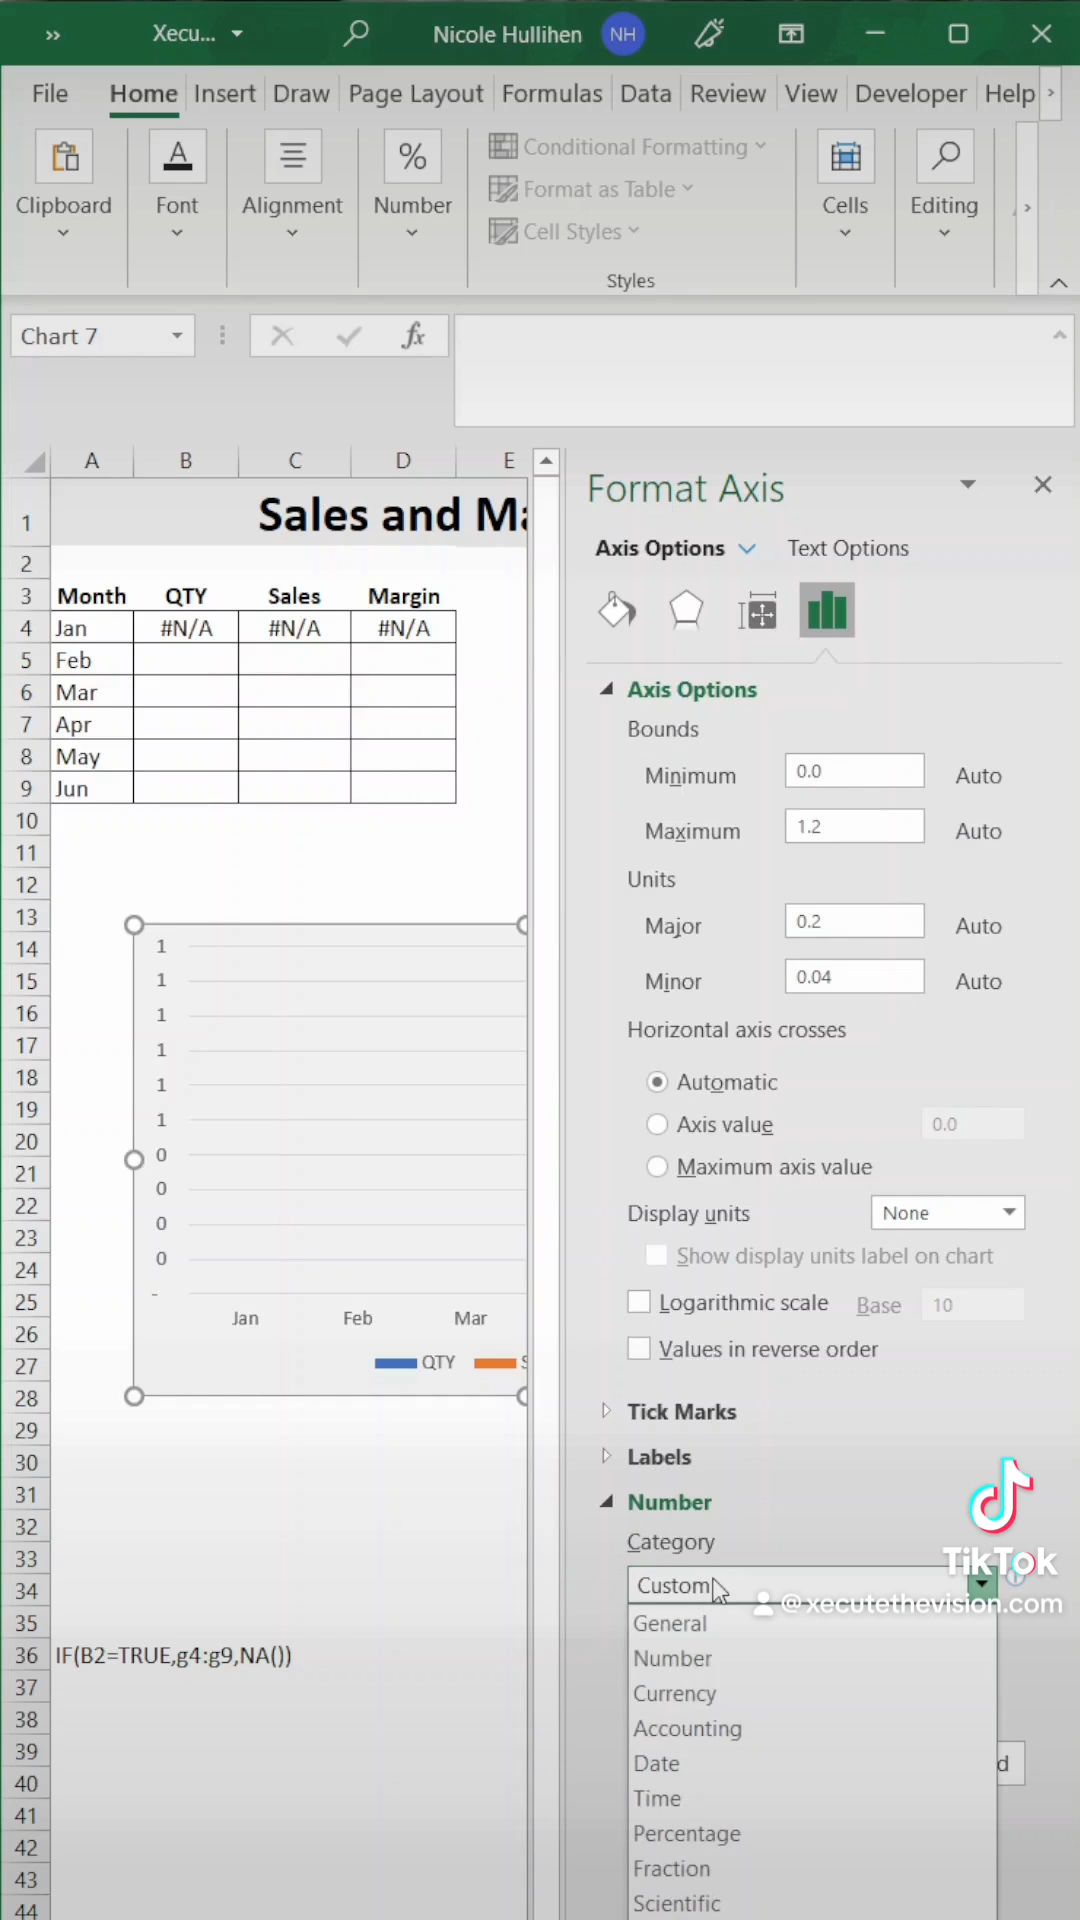 »
Xecu...
Nicole Hullihen
NH
File
Home
Insert
Draw
Page Layout
Formulas
Data
Review
View
Developer
Help
Clipboard
Font
Alignment
Number
Conditional Formatting
Format as Table
Cell Styles
Styles
Cells
Editing
Chart 7
fx
A B C D E
1 Sales and Ma
2
3 Month QTY Sales Margin
4 Jan #N/A #N/A #N/A
5 Feb
6 Mar
7 Apr
8 May
9 Jun
10
11
12
13
14
15
16
17
18
19
20
21
22
23
24
25
26
27
28
29
30
31
32
33
34
35
36 IF(B2=TRUE,g4:g9,NA())
37
38
39
40
41
42
43
44
1
1
1
1
1
1
0
0
0
0
-
Jan Feb Mar
QTY S
Format Axis
Axis Options Text Options
Axis Options
Bounds
Minimum 0.0 Auto
Maximum 1.2 Auto
Units
Major 0.2 Auto
Minor 0.04 Auto
Horizontal axis crosses
Automatic
Axis value 0.0
Maximum axis value
Display units None
Show display units label on chart
Logarithmic scale Base 10
Values in reverse order
Tick Marks
Labels
Number
Category
Custom
General
Number
Currency
Accounting
Date
Time
Percentage
Fraction
Scientific
d
TikTok
@xecutethevision.com